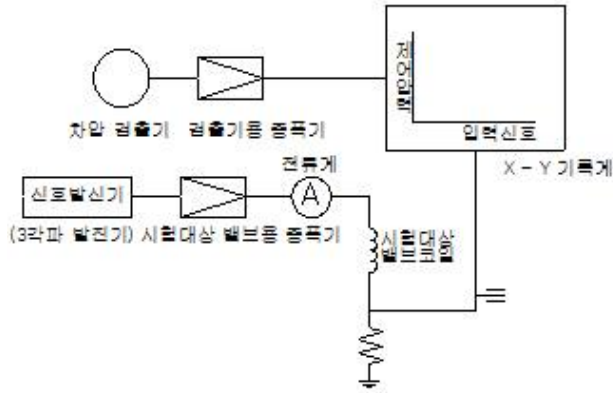 제어압력
입력신호
차압 검출기 검출기용 증폭기
X - Y 기록계
전류계
A
신호발신기
(3각파 발진기) 시험대상 밸브용 증폭기
시험대상
밸브코일